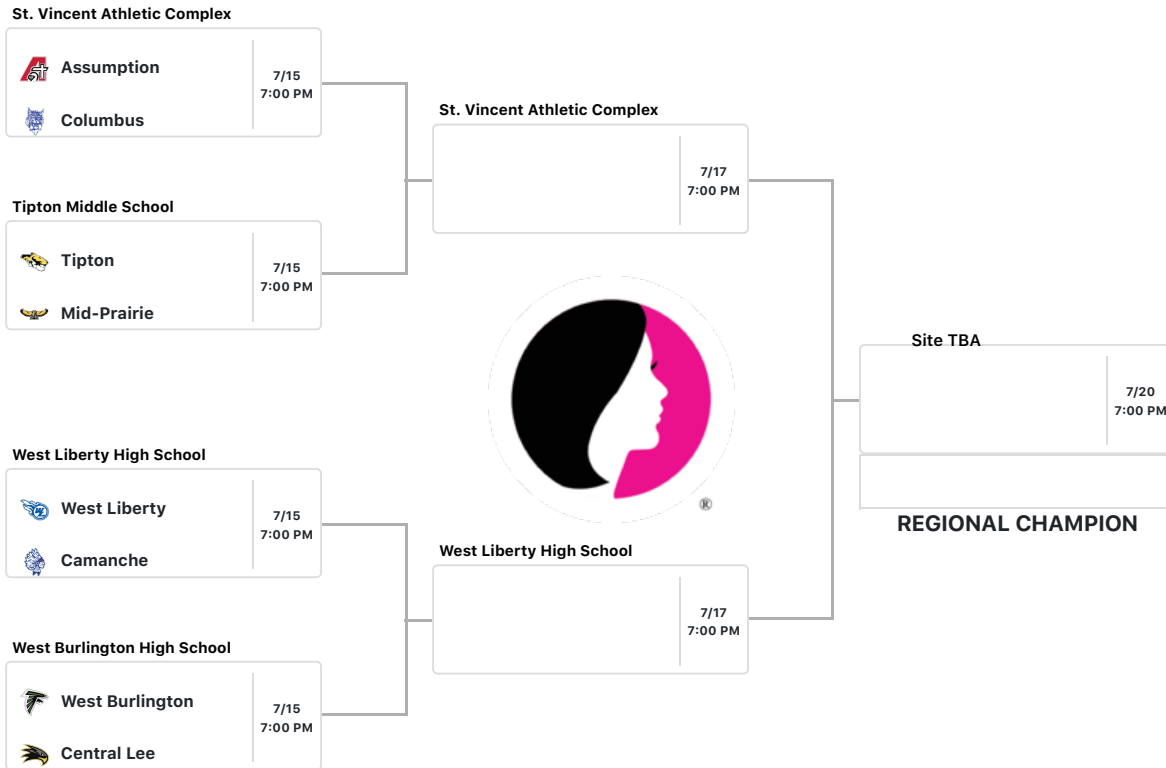 St. Vincent Athletic Complex
Assumption
7/15
7:00 PM
Columbus
Tipton Middle School
Tipton
7/15
7:00 PM
Mid-Prairie
West Liberty High School
West Liberty
7/15
7:00 PM
Camanche
West Burlington High School
West Burlington
7/15
7:00 PM
Central Lee
St. Vincent Athletic Complex
7/17
7:00 PM
®
West Liberty High School
7/17
7:00 PM
Site TBA
7/20
7:00 PM
REGIONAL CHAMPION